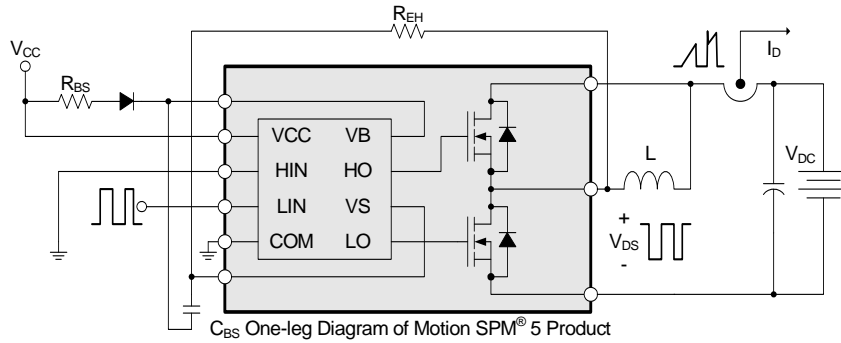 REH
VCC
ID
RBS
VCC VB
HIN HO
LIN VS
COM LO
L
VDC
+
VDS
-
CBS One-leg Diagram of Motion SPM® 5 Product